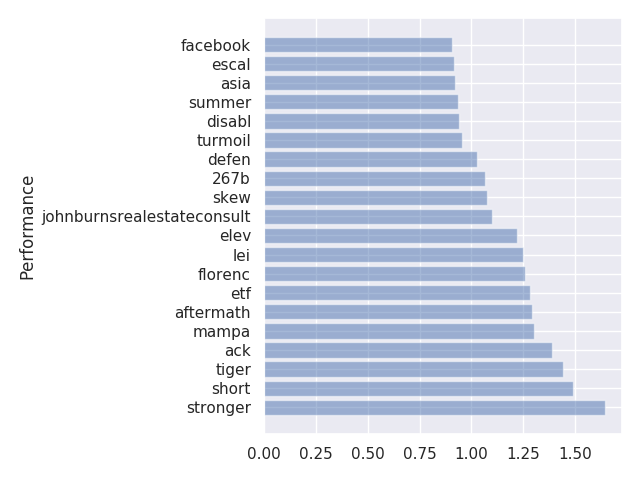 facebook
escal
asia
summer
disabl
turmoil
defen
267b
skew
johnburnsrealestateconsult
elev
lei
florenc
etf
aftermath
mampa
ack
tiger
short
stronger
Performance
0.00 0.25 0.50 0.75 1.00 1.25 1.50